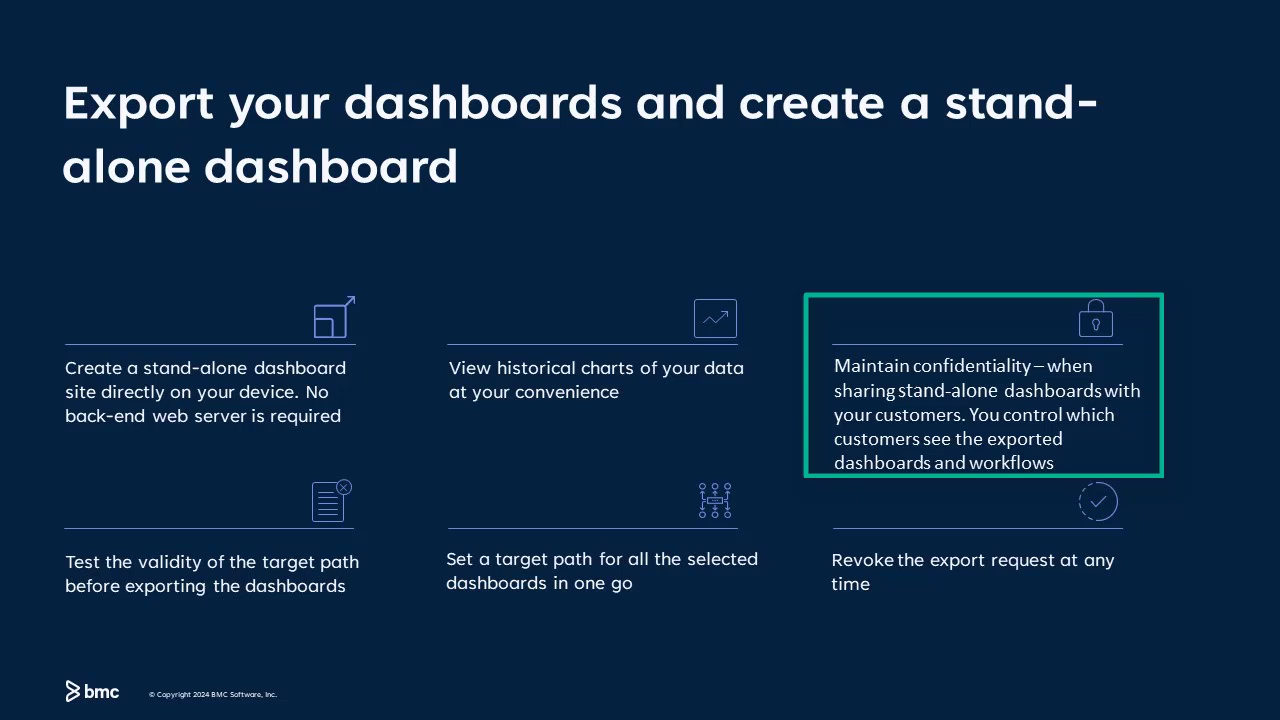 Export your dashboards and create a stand-
alone dashboard
Create a stand-alone dashboard
site directly on your device. No
back-end web server is required
View historical charts of your data
at your convenience
Maintain confidentiality – when
sharing stand-alone dashboards with
your customers. You control which
customers see the exported
dashboards and workflows
Test the validity of the target path
before exporting the dashboards
Set a target path for all the selected
dashboards in one go
Revoke the export request at any
time
bmc
© Copyright 2024 BMC Software, Inc.